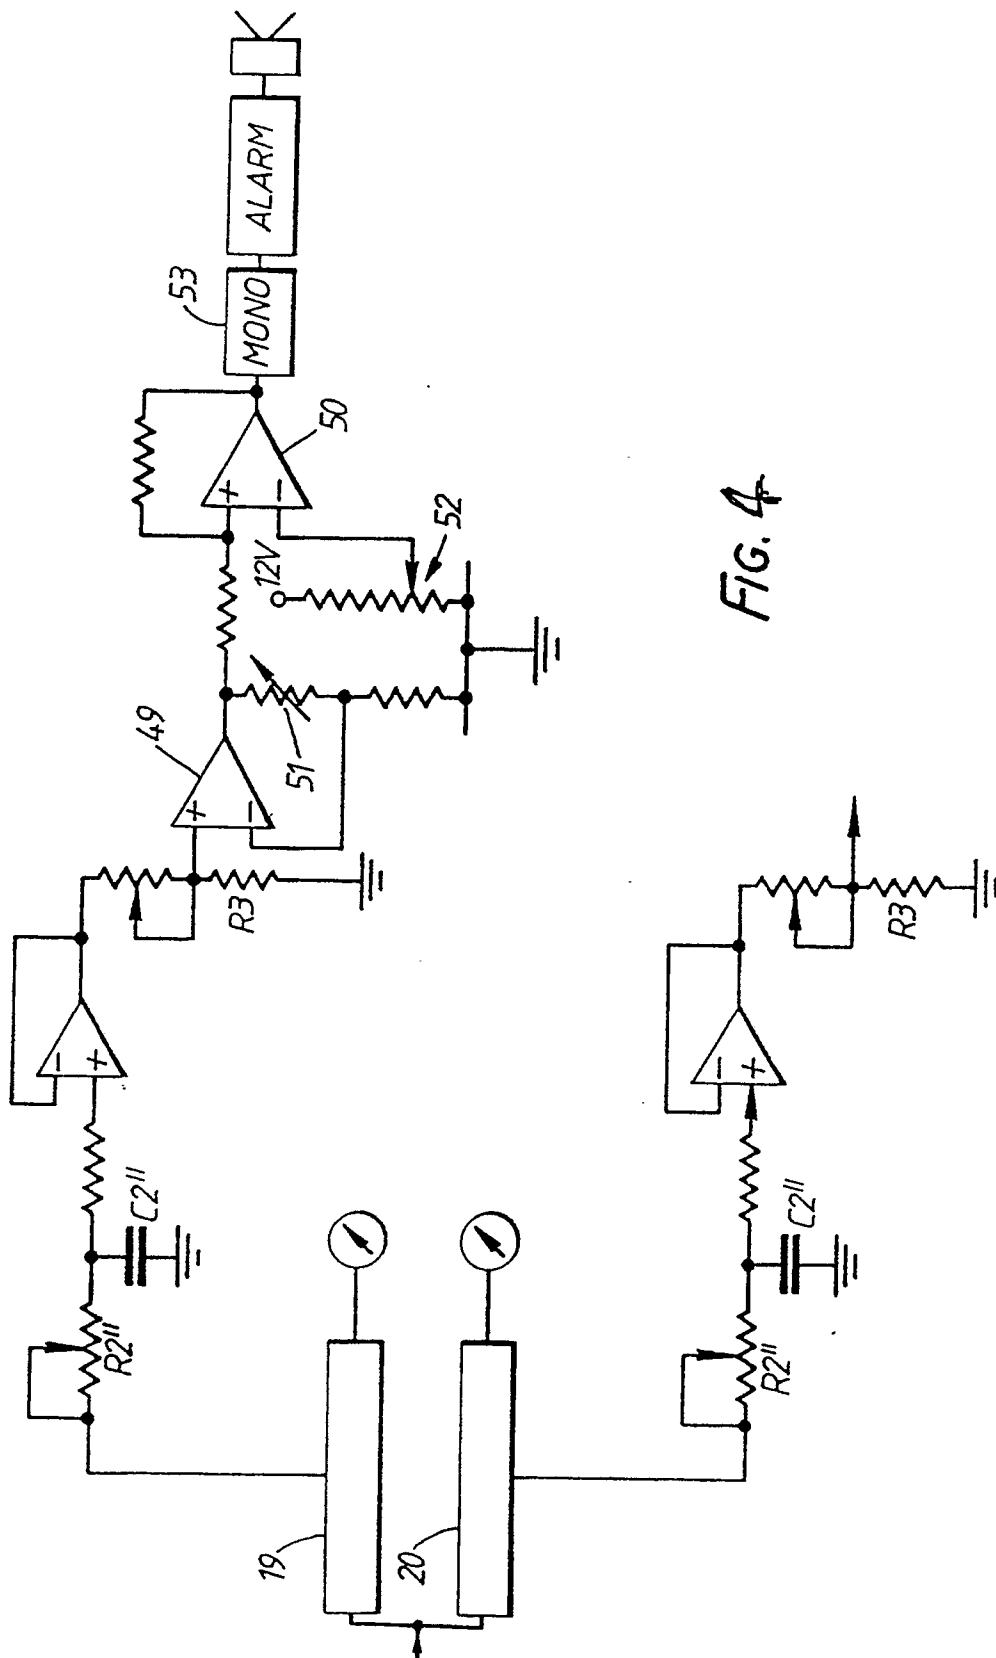 19
20
R2"
C2"
−
+
R3
49
+
−
51
12V
52
+
−
50
53
MONO
ALARM
R2"
C2"
−
+
R3
FIG. 4